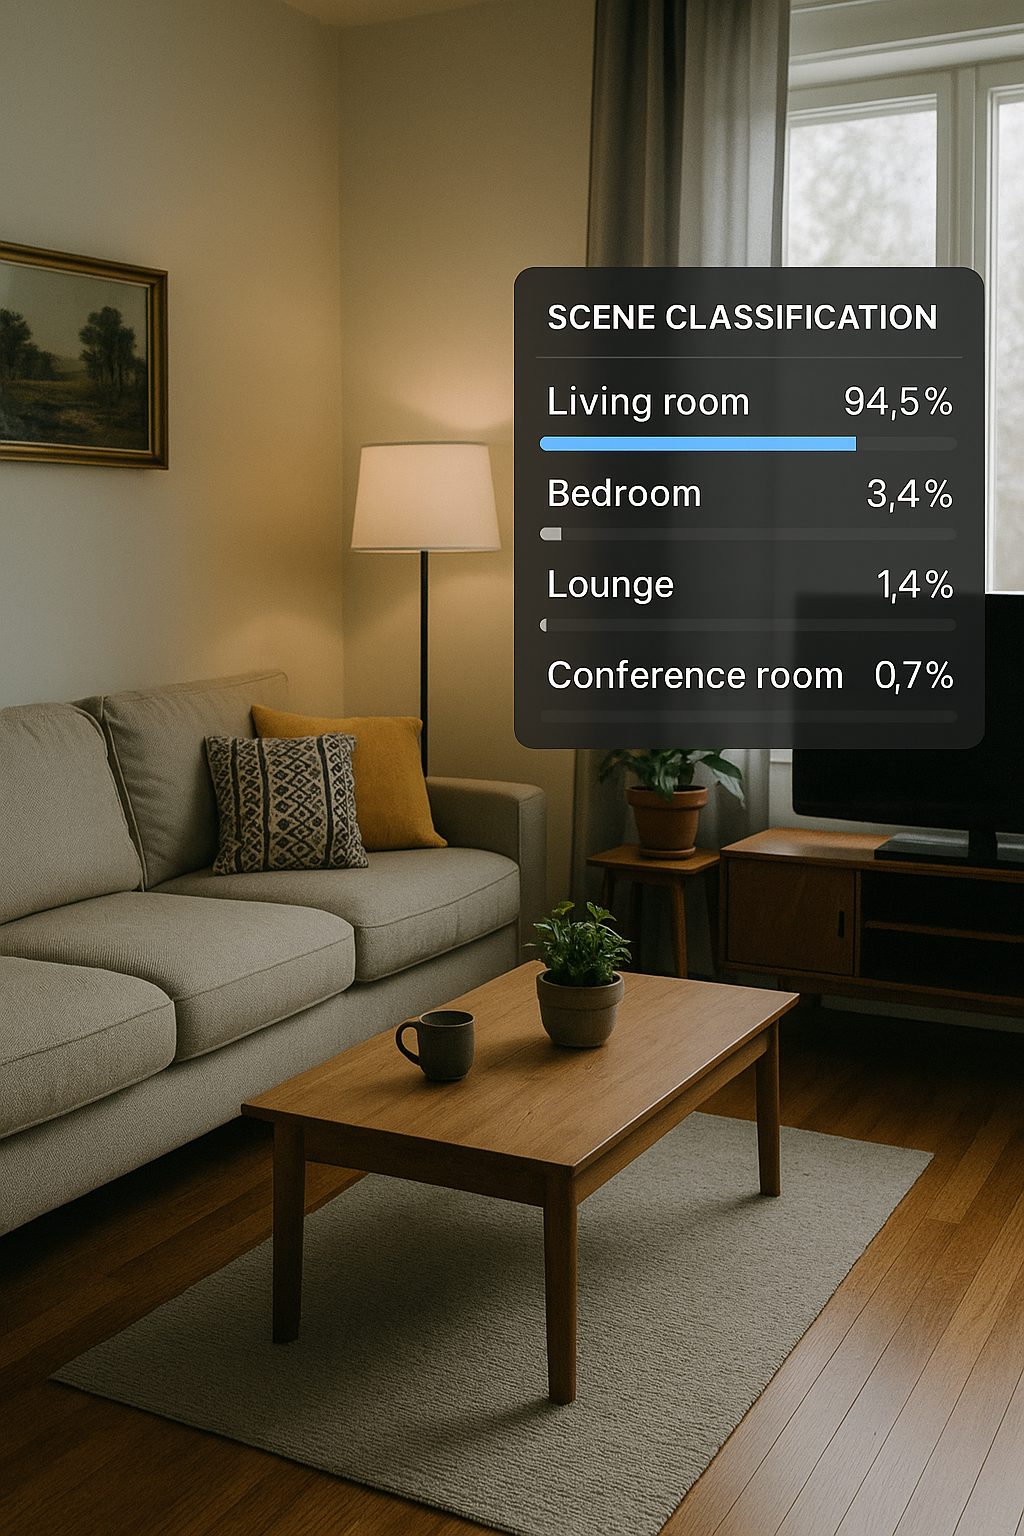 SCENE CLASSIFICATION
Living room 94,5%
Bedroom 3,4%
Lounge 1,4%
Conference room 0,7%